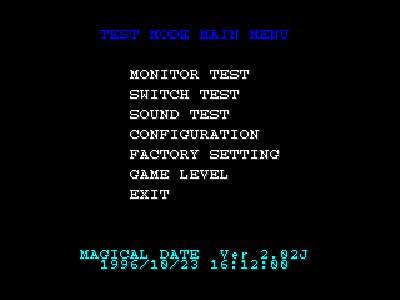 TEST MODE MAIN MENU
MONITOR TEST
SWITCH TEST
SOUND TEST
CONFIGURATION
FACTORY SETTING
GAME LEVEL
EXIT
MAGICAL DATE  Ver 2.02J
1996/10/23 16:12:00